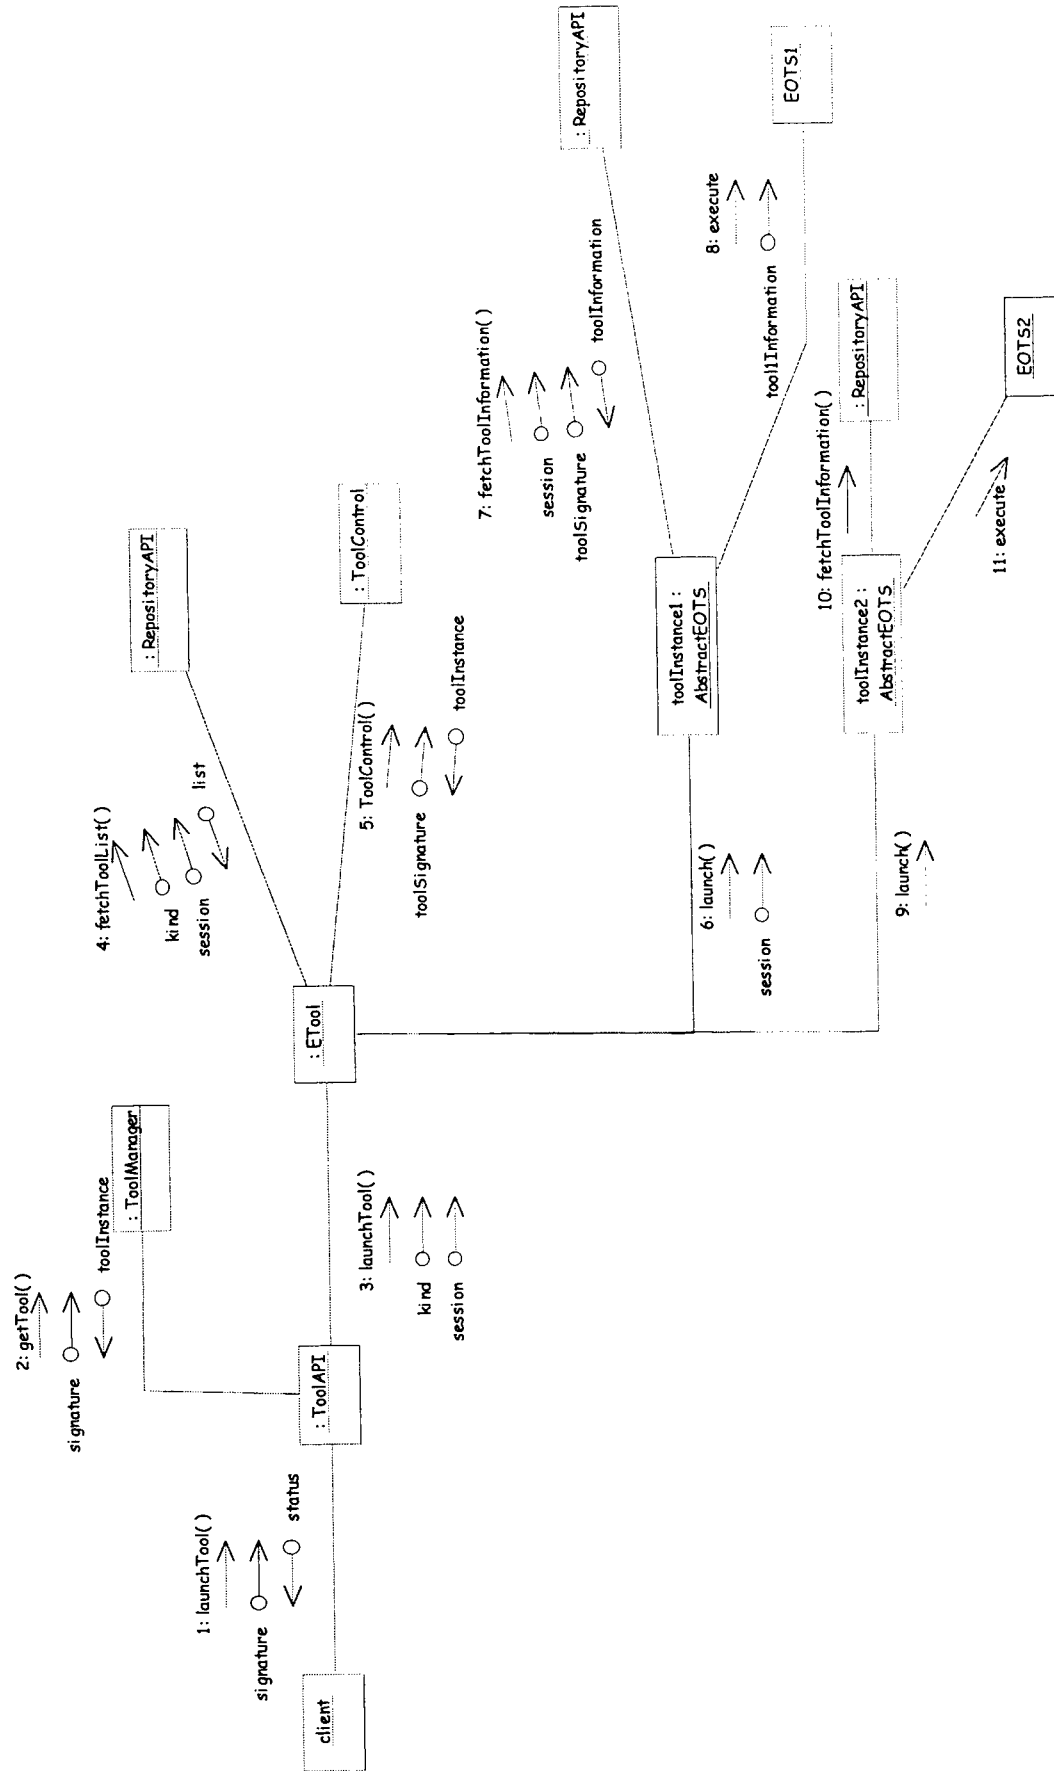 client
1: launchTool()
signature
status
: ToolAPI
2: getTool()
signature
toolInstance
: ToolManager
3: launchTool()
kind
session
: ETool
4: fetchToolList()
kind
session
list
: RepositoryAPI
5: ToolControl()
toolSignature
toolInstance
: ToolControl
6: launch()
session
toolInstance1 :
AbstractEOTS
7: fetchToolInformation()
session
toolSignature
toolInformation
: RepositoryAPI
8: execute
tool1Information
EOTS1
9: launch()
toolInstance2 :
AbstractEOTS
10: fetchToolInformation()
: RepositoryAPI
11: execute
EOTS2